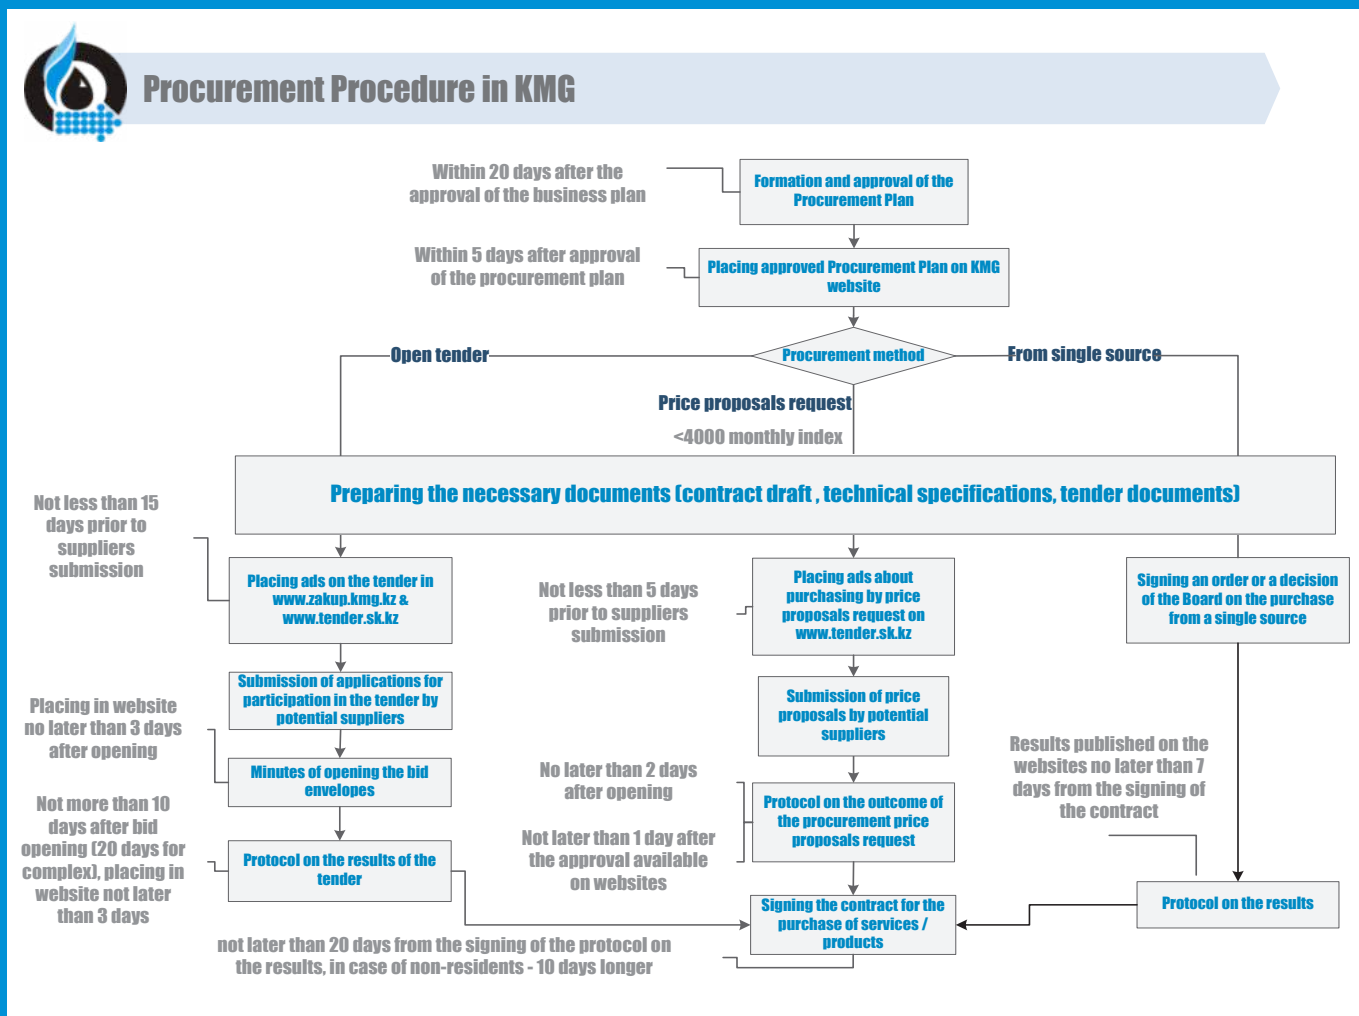 Procurement Procedure in KMG
Within 20 days after the
approval of the business plan
Formation and approval of the
Procurement Plan
Within 5 days after approval
of the procurement plan
Placing approved Procurement Plan on KMG
website
Procurement method
Open tender
From single source
Price proposals request
<4000 monthly index
Preparing the necessary documents (contract draft , technical specifications, tender documents)
Not less than 15
days prior to
suppliers
submission
Placing ads on the tender in
www.zakup.kmg.kz &
www.tender.sk.kz
Not less than 5 days
prior to suppliers
submission
Placing ads about
purchasing by price
proposals request on
www.tender.sk.kz
Signing an order or a decision
of the Board on the purchase
from a single source
Submission of applications for
participation in the tender by
potential suppliers
Submission of price
proposals by potential
suppliers
Placing in website
no later than 3 days
after opening
Minutes of opening the bid
envelopes
No later than 2 days
after opening
Not later than 1 day after
the approval available
on websites
Protocol on the outcome of
the procurement price
proposals request
Results published on the
websites no later than 7
days from the signing of
the contract
Not more than 10
days after bid
opening (20 days for
complex), placing in
website not later
than 3 days
Protocol on the results of the
tender
Signing the contract for the
purchase of services /
products
Protocol on the results
not later than 20 days from the signing of the protocol on
the results, in case of non-residents - 10 days longer